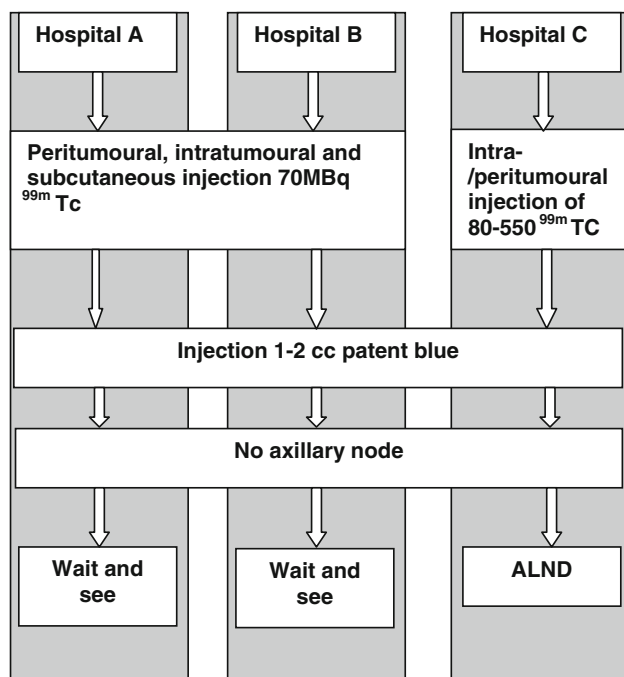 Hospital A
Hospital B
Hospital C
Peritumoural, intratumoural and
subcutaneous injection 70MBq
99m Tc
Intra-
/peritumoural
injection of
80-550 99m TC
Injection 1-2 cc patent blue
No axillary node
Wait and
see
Wait and
see
ALND